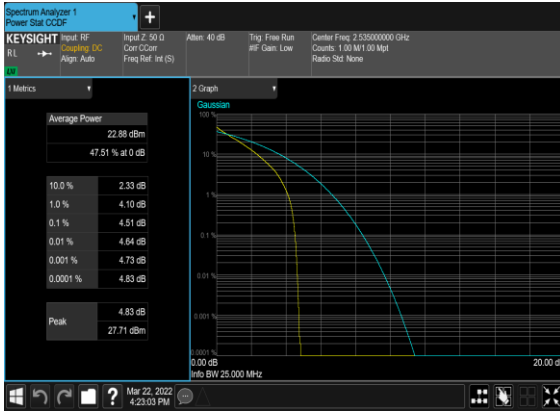 Spectrum Analyzer 1
Power Stat CCDF
+
KEYSIGHT Input: RF Input Z: 50 Ω Atten: 40 dB Trig: Free Run Center Freq: 2.535000000 GHz
RL Coupling: DC Corr CCorr #IF Gain: Low Counts: 1.00 M/1.00 Mpt
Align: Auto Freq Ref: Int (S) Radio Std: None
1 Metrics
2 Graph
Average Power
22.88 dBm
47.51 % at 0 dB
10.0 % 2.33 dB
1.0 % 4.10 dB
0.1 % 4.51 dB
0.01 % 4.64 dB
0.001 % 4.73 dB
0.0001 % 4.83 dB
Peak
4.83 dB
27.71 dBm
Gaussian
100 %
10 %
1 %
0.1 %
0.01 %
0.001 %
0.0001 %
0.00 dB 20.00 d
Info BW 25.000 MHz
? Mar 22, 2022
4:23:03 PM